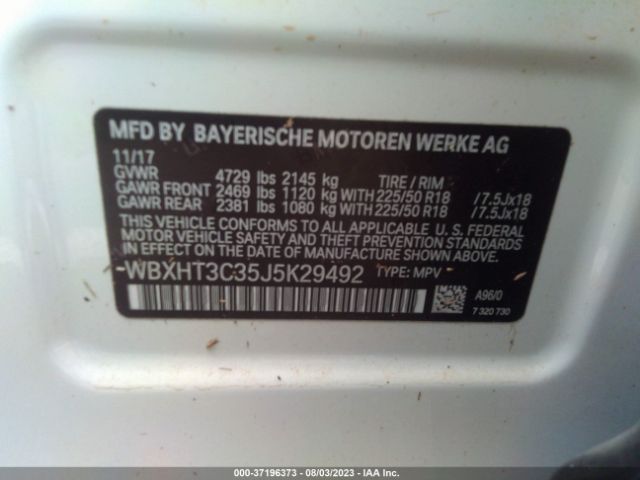 MFD BY BAYERISCHE MOTOREN WERKE AG
11/17
GVWR 4729 lbs 2145 kg TIRE / RIM
GAWR FRONT 2469 lbs 1120 kg WITH 225/50 R18 /7.5Jx18
GAWR REAR 2381 lbs 1080 kg WITH 225/50 R18 /7.5Jx18
THIS VEHICLE CONFORMS TO ALL APPLICABLE U. S. FEDERAL
MOTOR VEHICLE SAFETY, BUMPER, AND THEFT PREVENTION
STANDARDS IN EFFECT ON THE DATE OF MANUFACTURE
SHOWN ABOVE.
-WBXHT3C35J5K29492 TYPE: MPV
A96/0
7 320 730
000-37196373 - 08/03/2023 - IAA Inc.